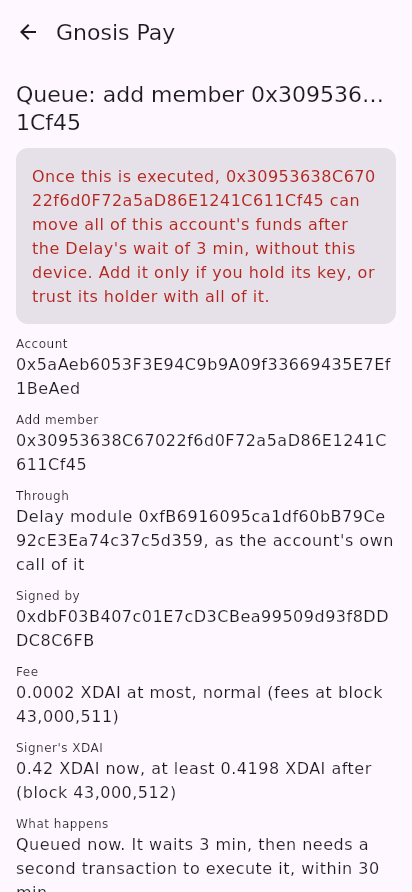 Gnosis Pay
Queue: add member 0x309536…
1Cf45
Once this is executed, 0x30953638C670
22f6d0F72a5aD86E1241C611Cf45 can
move all of this account's funds after
the Delay's wait of 3 min, without this
device. Add it only if you hold its key, or
trust its holder with all of it.
Account
0x5aAeb6053F3E94C9b9A09f33669435E7Ef
1BeAed
Add member
0x30953638C67022f6d0F72a5aD86E1241C
611Cf45
Through
Delay module 0xfB6916095ca1df60bB79Ce
92cE3Ea74c37c5d359, as the account's own
call of it
Signed by
0xdbF03B407c01E7cD3CBea99509d93f8DD
DC8C6FB
Fee
0.0002 XDAI at most, normal (fees at block
43,000,511)
Signer's XDAI
0.42 XDAI now, at least 0.4198 XDAI after
(block 43,000,512)
What happens
Queued now. It waits 3 min, then needs a
second transaction to execute it, within 30
min